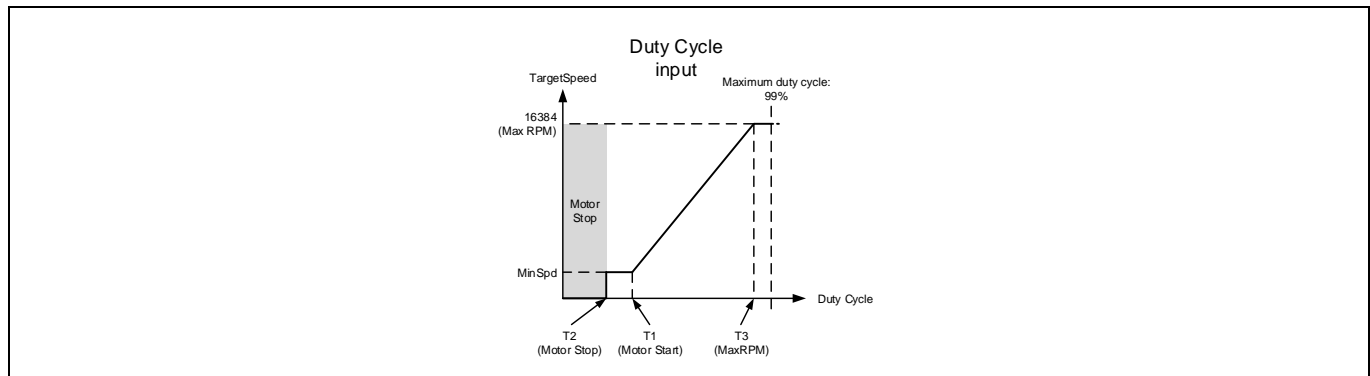 Duty Cycle
input
TargetSpeed
Maximum duty cycle:
99%
16384
(Max RPM)
Motor
Stop
MinSpd
Duty Cycle
T2
(Motor Stop)
T1
(Motor Start)
T3
(MaxRPM)